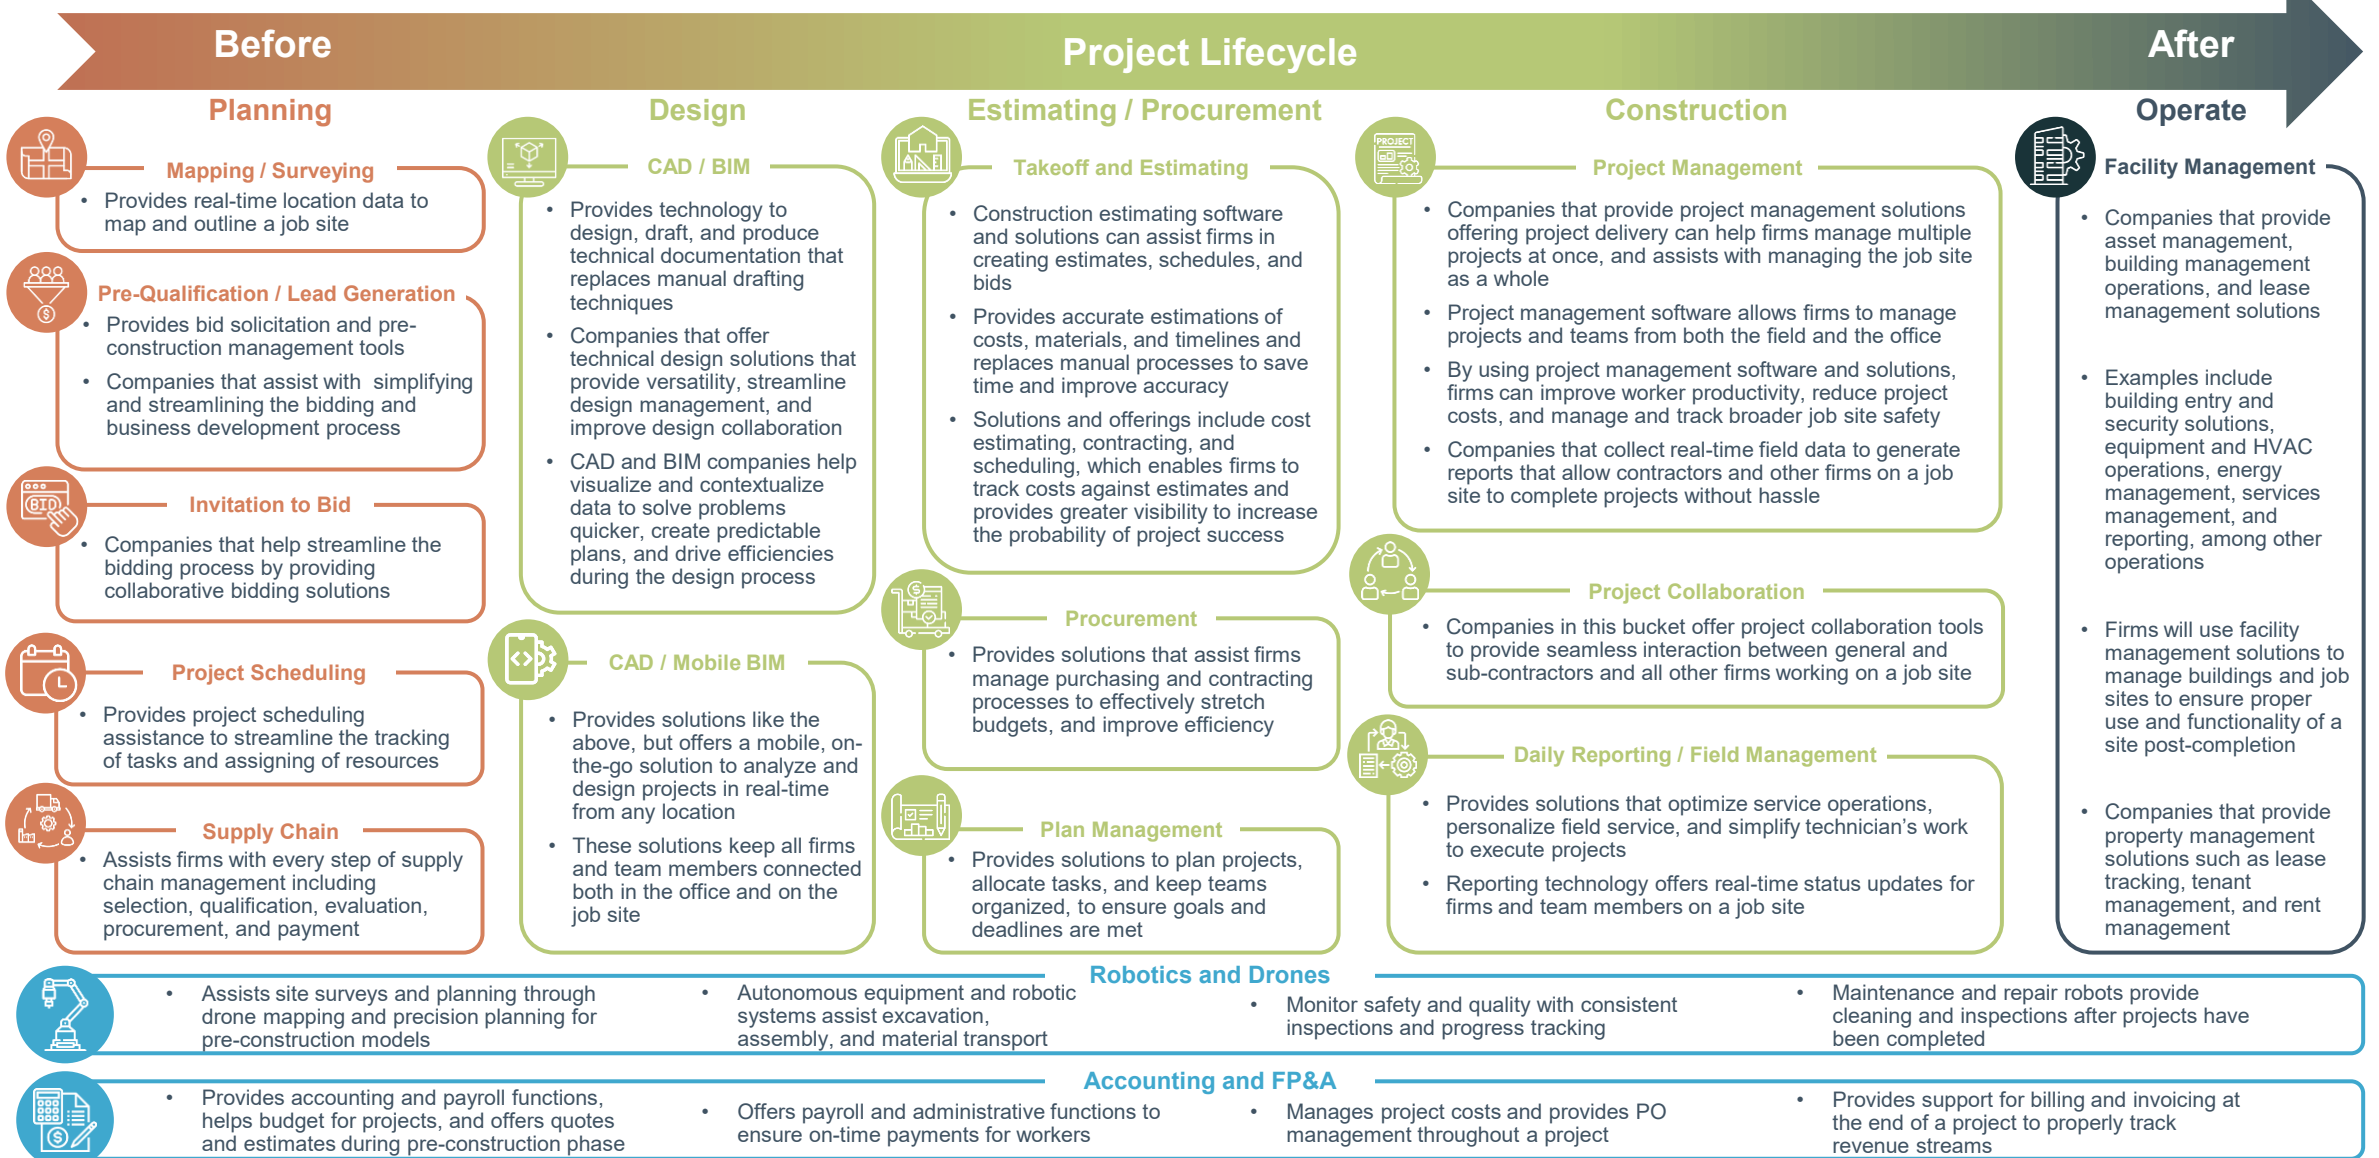 Before
Project Lifecycle
After
Planning
Mapping / Surveying
• Provides real-time location data to
map and outline a job site
Pre-Qualification / Lead Generation
• Provides bid solicitation and pre-
construction management tools
• Companies that assist with simplifying
and streamlining the bidding and
business development process
BID
Invitation to Bid
• Companies that help streamline the
bidding process by providing
collaborative bidding solutions
Project Scheduling
• Provides project scheduling
assistance to streamline the tracking
of tasks and assigning of resources
Supply Chain
• Assists firms with every step of supply
chain management including
selection, qualification, evaluation,
procurement, and payment
Design
CAD / BIM
• Provides technology to
design, draft, and produce
technical documentation that
replaces manual drafting
techniques
• Companies that offer
technical design solutions that
provide versatility, streamline
design management, and
improve design collaboration
• CAD and BIM companies help
visualize and contextualize
data to solve problems
quicker, create predictable
plans, and drive efficiencies
during the design process
CAD / Mobile BIM
• Provides solutions like the
above, but offers a mobile, on-
the-go solution to analyze and
design projects in real-time
from any location
• These solutions keep all firms
and team members connected
both in the office and on the
job site
Estimating / Procurement
Takeoff and Estimating
• Construction estimating software
and solutions can assist firms in
creating estimates, schedules, and
bids
• Provides accurate estimations of
costs, materials, and timelines and
replaces manual processes to save
time and improve accuracy
• Solutions and offerings include cost
estimating, contracting, and
scheduling, which enables firms to
track costs against estimates and
provides greater visibility to increase
the probability of project success
Procurement
• Provides solutions that assist firms
manage purchasing and contracting
processes to effectively stretch
budgets, and improve efficiency
Plan Management
• Provides solutions to plan projects,
allocate tasks, and keep teams
organized, to ensure goals and
deadlines are met
Construction
PROJECT
Project Management
• Companies that provide project management solutions
offering project delivery can help firms manage multiple
projects at once, and assists with managing the job site
as a whole
• Project management software allows firms to manage
projects and teams from both the field and the office
• By using project management software and solutions,
firms can improve worker productivity, reduce project
costs, and manage and track broader job site safety
• Companies that collect real-time field data to generate
reports that allow contractors and other firms on a job
site to complete projects without hassle
Project Collaboration
• Companies in this bucket offer project collaboration tools
to provide seamless interaction between general and
sub-contractors and all other firms working on a job site
Daily Reporting / Field Management
• Provides solutions that optimize service operations,
personalize field service, and simplify technician's work
to execute projects
• Reporting technology offers real-time status updates for
firms and team members on a job site
Operate
Facility Management
• Companies that provide
asset management,
building management
operations, and lease
management solutions
• Examples include
building entry and
security solutions,
equipment and HVAC
operations, energy
management, services
management, and
reporting, among other
operations
• Firms will use facility
management solutions to
manage buildings and job
sites to ensure proper
use and functionality of a
site post-completion
• Companies that provide
property management
solutions such as lease
tracking, tenant
management, and rent
management
Robotics and Drones
• Assists site surveys and planning through
drone mapping and precision planning for
pre-construction models
• Autonomous equipment and robotic
systems assist excavation,
assembly, and material transport
• Monitor safety and quality with consistent
inspections and progress tracking
• Maintenance and repair robots provide
cleaning and inspections after projects have
been completed
Accounting and FP&A
• Provides accounting and payroll functions,
helps budget for projects, and offers quotes
and estimates during pre-construction phase
• Offers payroll and administrative functions to
ensure on-time payments for workers
• Manages project costs and provides PO
management throughout a project
• Provides support for billing and invoicing at
the end of a project to properly track
revenue streams